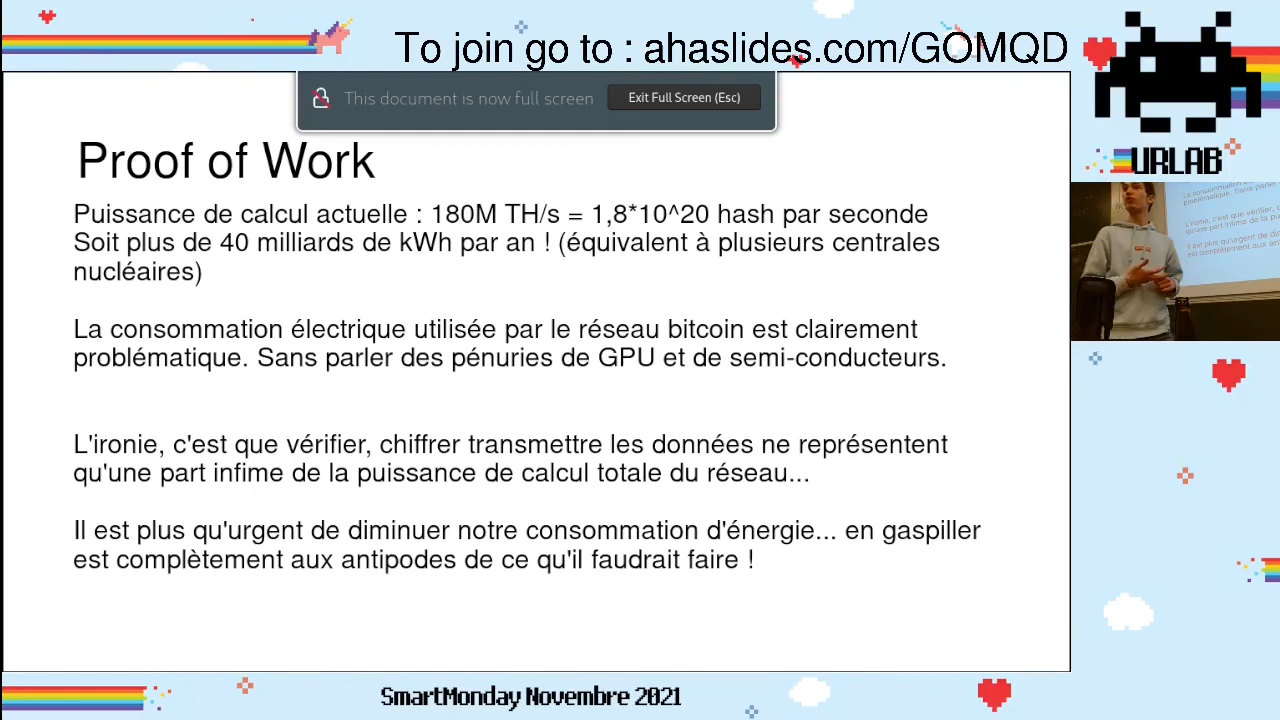 To join go to : ahaslides.com/GOMQD
This document is now full screen
Exit Full Screen (Esc)
URLAB
Proof of Work
Puissance de calcul actuelle : 180M TH/s = 1,8*10^20 hash par seconde
Soit plus de 40 milliards de kWh par an ! (équivalent à plusieurs centrales
nucléaires)
La consommation électrique utilisée par le réseau bitcoin est clairement
problématique. Sans parler des pénuries de GPU et de semi-conducteurs.
L'ironie, c'est que vérifier, chiffrer transmettre les données ne représentent
qu'une part infime de la puissance de calcul totale du réseau...
Il est plus qu'urgent de diminuer notre consommation d'énergie... en gaspiller
est complètement aux antipodes de ce qu'il faudrait faire !
SmartMonday Novembre 2021